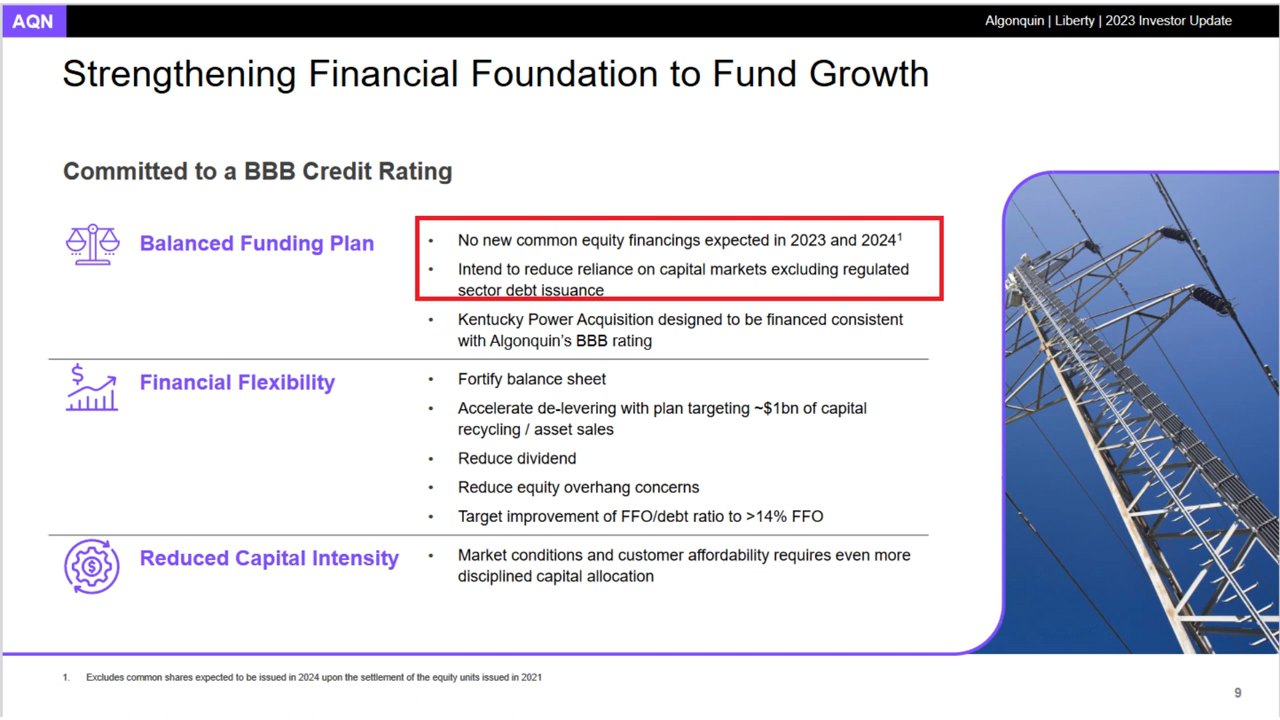 AQN
Algonquin | Liberty | 2023 Investor Update
Strengthening Financial Foundation to Fund Growth
Committed to a BBB Credit Rating
Balanced Funding Plan
• No new common equity financings expected in 2023 and 2024¹
• Intend to reduce reliance on capital markets excluding regulated
sector debt issuance
• Kentucky Power Acquisition designed to be financed consistent
with Algonquin's BBB rating
$
Financial Flexibility
• Fortify balance sheet
• Accelerate de-levering with plan targeting ~$1bn of capital
recycling / asset sales
• Reduce dividend
• Reduce equity overhang concerns
• Target improvement of FFO/debt ratio to >14% FFO
$
Reduced Capital Intensity
• Market conditions and customer affordability requires even more
disciplined capital allocation
1. Excludes common shares expected to be issued in 2024 upon the settlement of the equity units issued in 2021
9